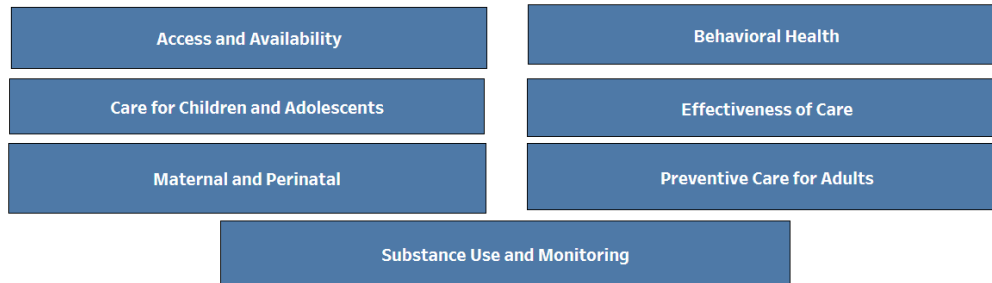 Access and Availability
Behavioral Health
Care for Children and Adolescents
Effectiveness of Care
Maternal and Perinatal
Preventive Care for Adults
Substance Use and Monitoring